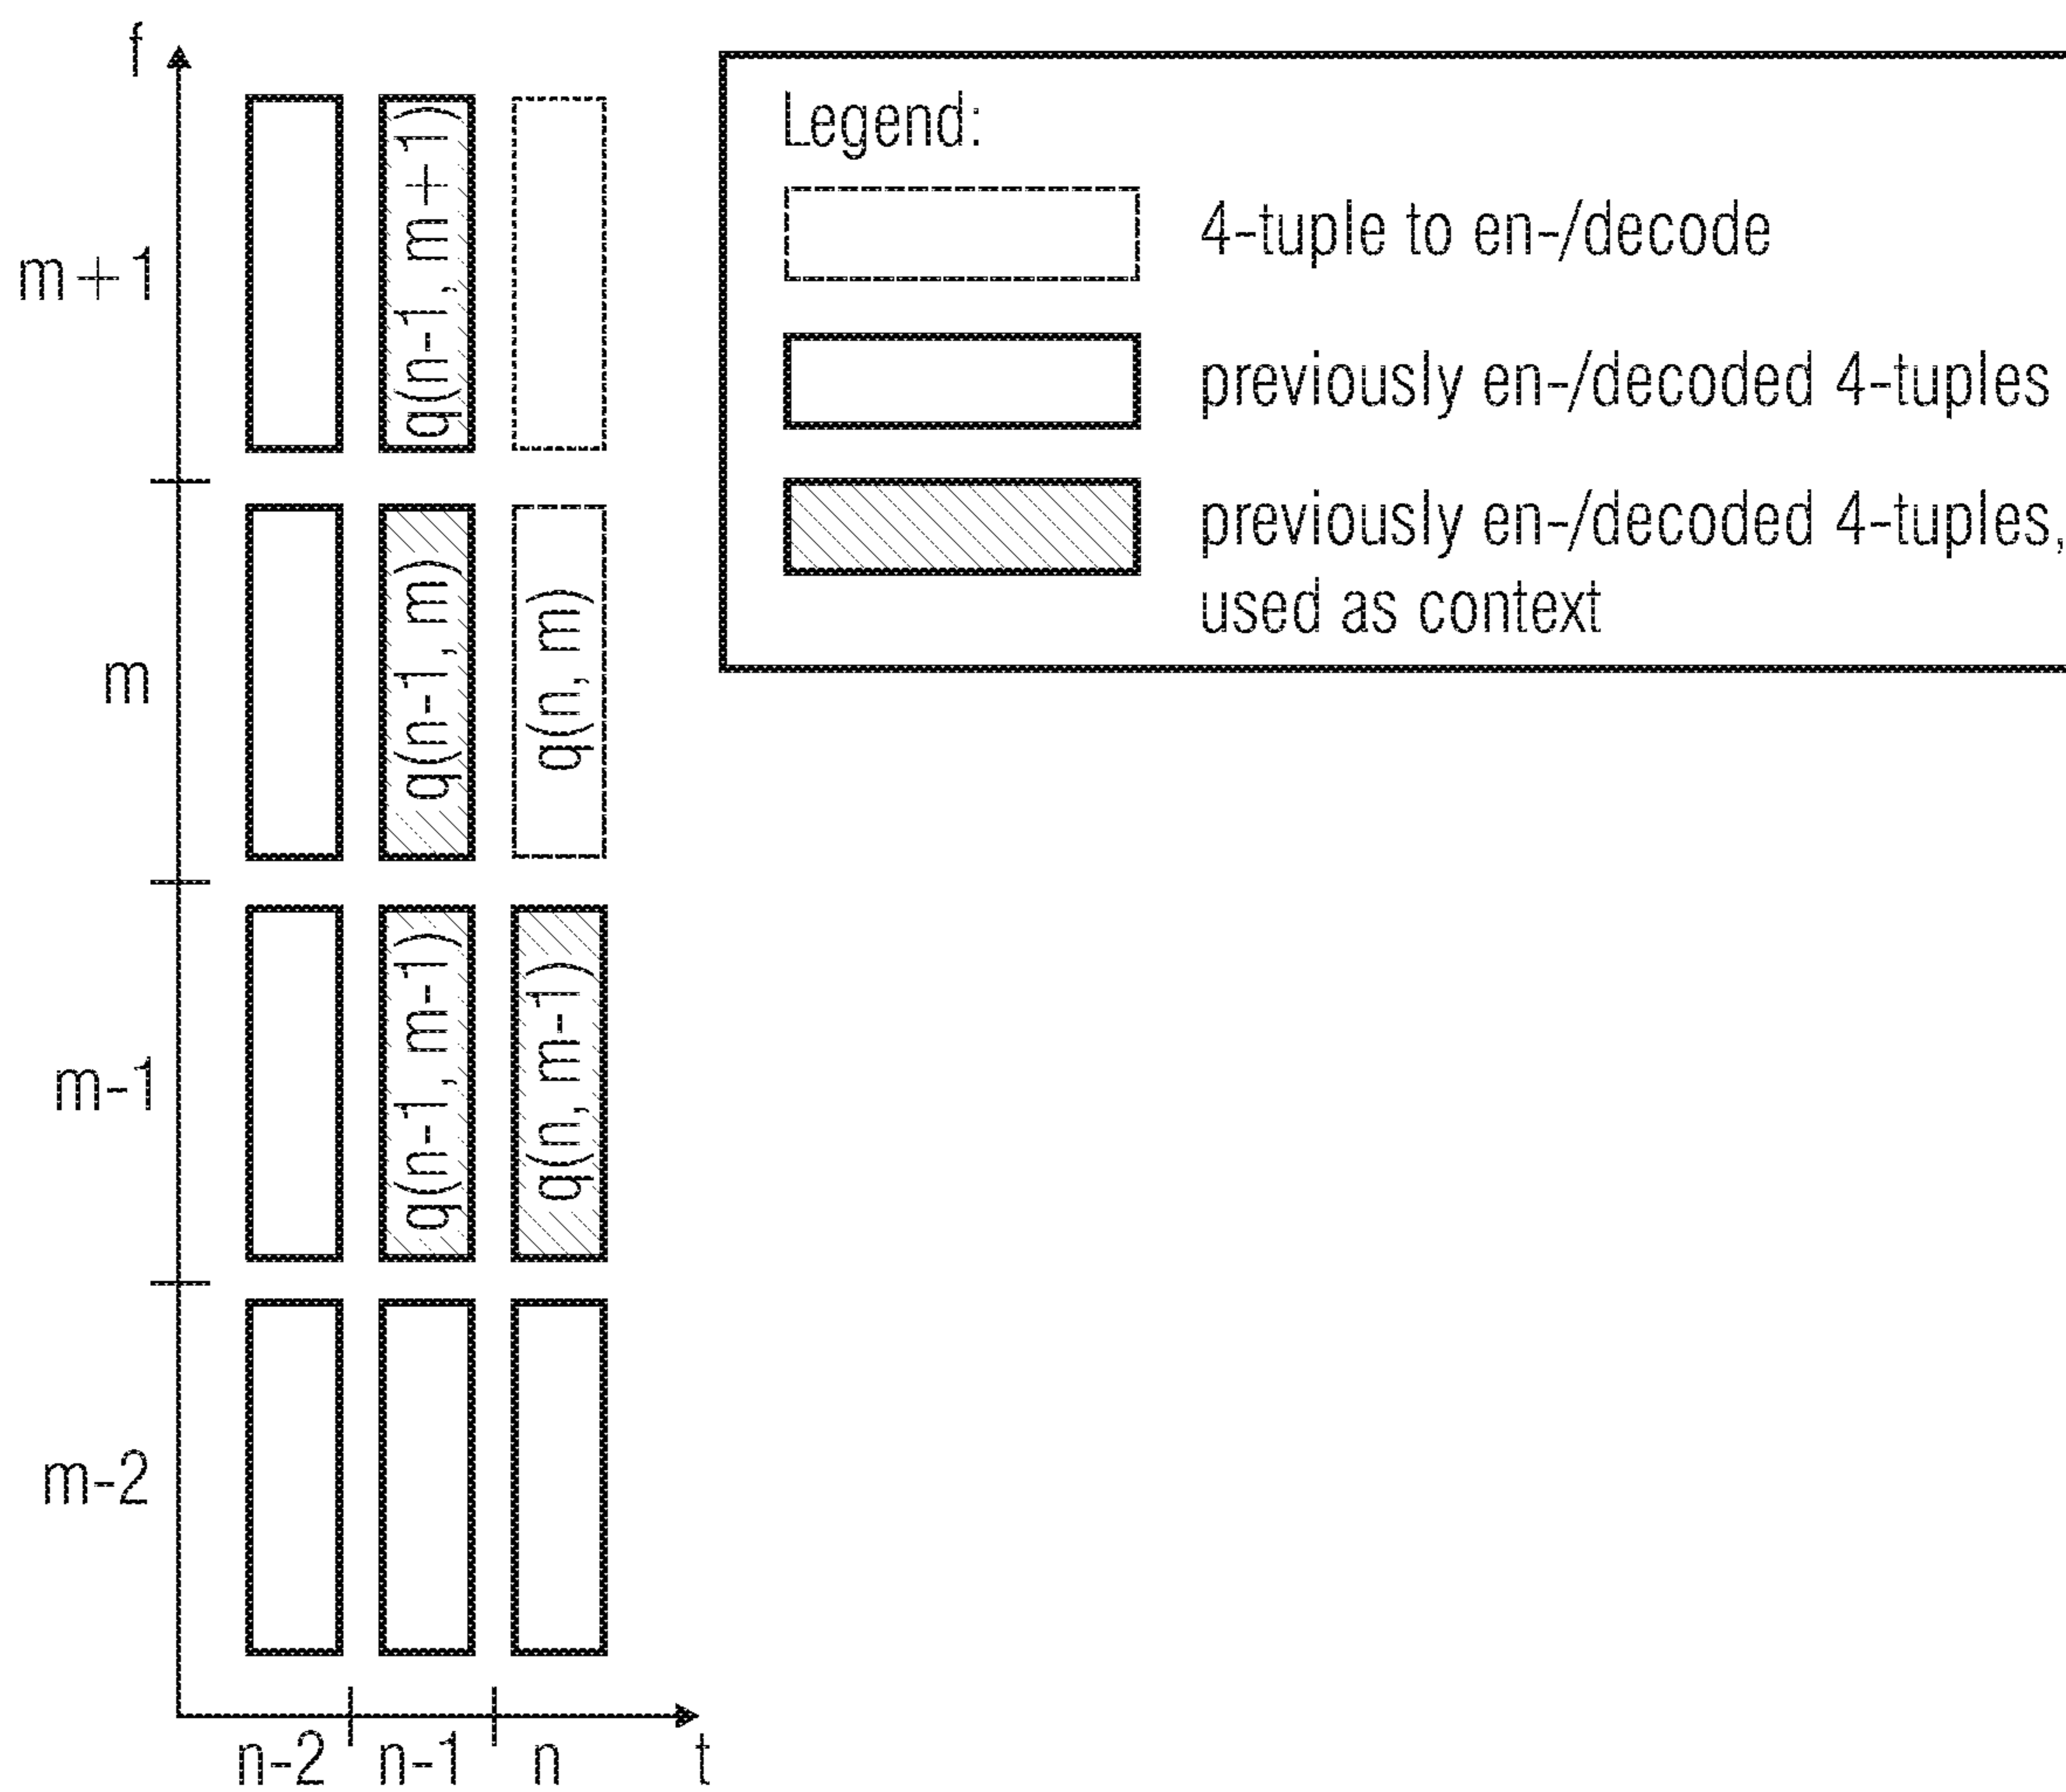 f
Legend:
4-tuple to en-/decode
previously en-/decoded 4-tuples
previously en-/decoded 4-tuples,
used as context
m+1
q(n-1, m+1)
m
q(n-1, m)
q(n, m)
m-1
q(n-1, m-1)
q(n, m-1)
m-2
n-2
n-1
n
t